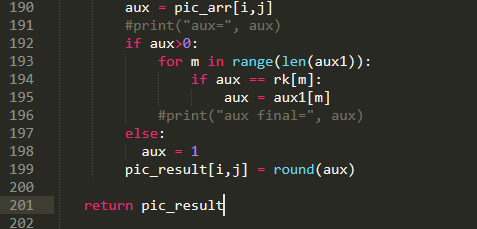 190 aux = pic_arr[i,j]
191 #print("aux=", aux)
192 if aux>0:
193 for m in range(len(aux1)):
194 if aux == rk[m]:
195 aux = aux1[m]
196 #print("aux final=", aux)
197 else:
198 aux = 1
199 pic_result[i,j] = round(aux)
200
201 return pic_result
202